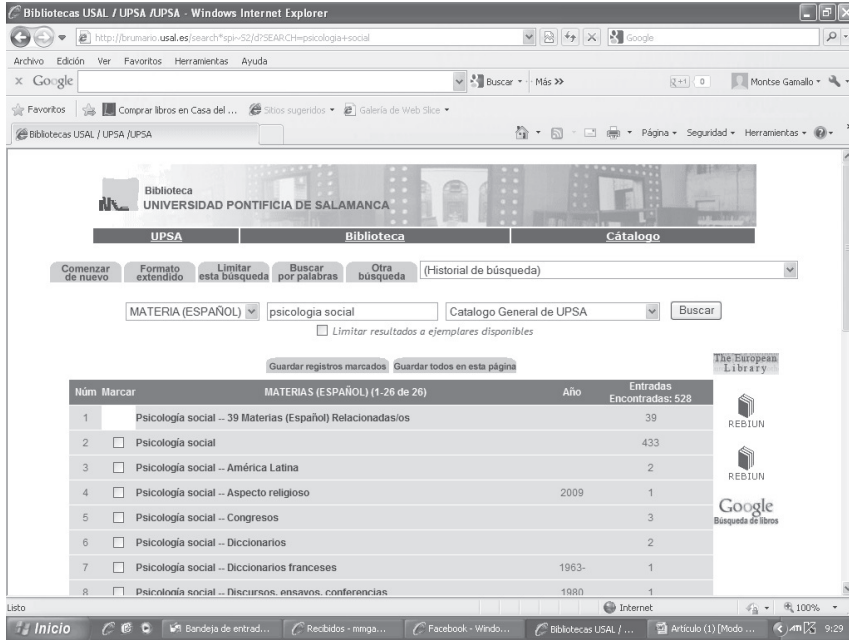 Bibliotecas USAL / UPSA /UPSA - Windows Internet Explorer
http://brumario.usal.es/search*spi~S2/d?SEARCH=psicologia+social
Google
Archivo Edición Ver Favoritos Herramientas Ayuda
x Google Buscar Más >> +1 0 Montse Gamallo
Favoritos Comprar libros en Casa del ... Sitios sugeridos Galería de Web Slice
Bibliotecas USAL / UPSA /UPSA Página Seguridad Herramientas
Biblioteca
UNIVERSIDAD PONTIFICIA DE SALAMANCA
UPSA Biblioteca Cátalogo
Comenzar de nuevo Formato extendido Limitar esta búsqueda Buscar por palabras Otra búsqueda (Historial de búsqueda)
MATERIA (ESPAÑOL) psicologia social Catalogo General de UPSA Buscar
Limitar resultados a ejemplares disponibles
Guardar registros marcados Guardar todos en esta página
The European Library
Núm Marcar MATERIAS (ESPAÑOL) (1-26 de 26) Año Entradas Encontradas: 528
1 Psicología social -- 39 Materias (Español) Relacionadas/os 39
REBIUN
2 Psicología social 433
3 Psicología social -- América Latina 2
REBIUN
4 Psicología social -- Aspecto religioso 2009 1
Google
Búsqueda de libros
5 Psicología social -- Congresos 3
6 Psicología social -- Diccionarios 2
7 Psicología social -- Diccionarios franceses 1963- 1
8 Psicología social -- Discursos, ensayos, conferencias 1980 1
Listo Internet 100%
Inicio Bandeja de entrad... Recibidos - mmga... Facebook - Windo... Bibliotecas USAL / ... Artículo (1) [Modo ... 9:29